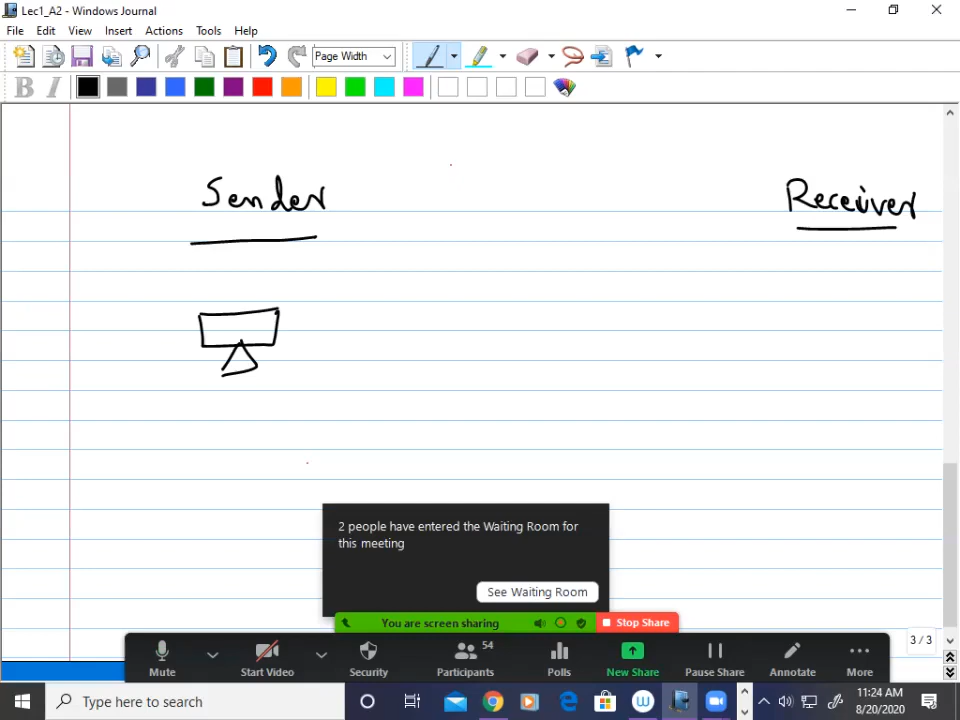 Lec1_A2 - Windows Journal
File Edit View Insert Actions Tools Help
Page Width
B I
Sender
Receiver
2 people have entered the Waiting Room for
this meeting
See Waiting Room
You are screen sharing Stop Share
3 / 3
54
Mute Start Video Security Participants Polls New Share Pause Share Annotate More
Type here to search
11:24 AM
8/20/2020